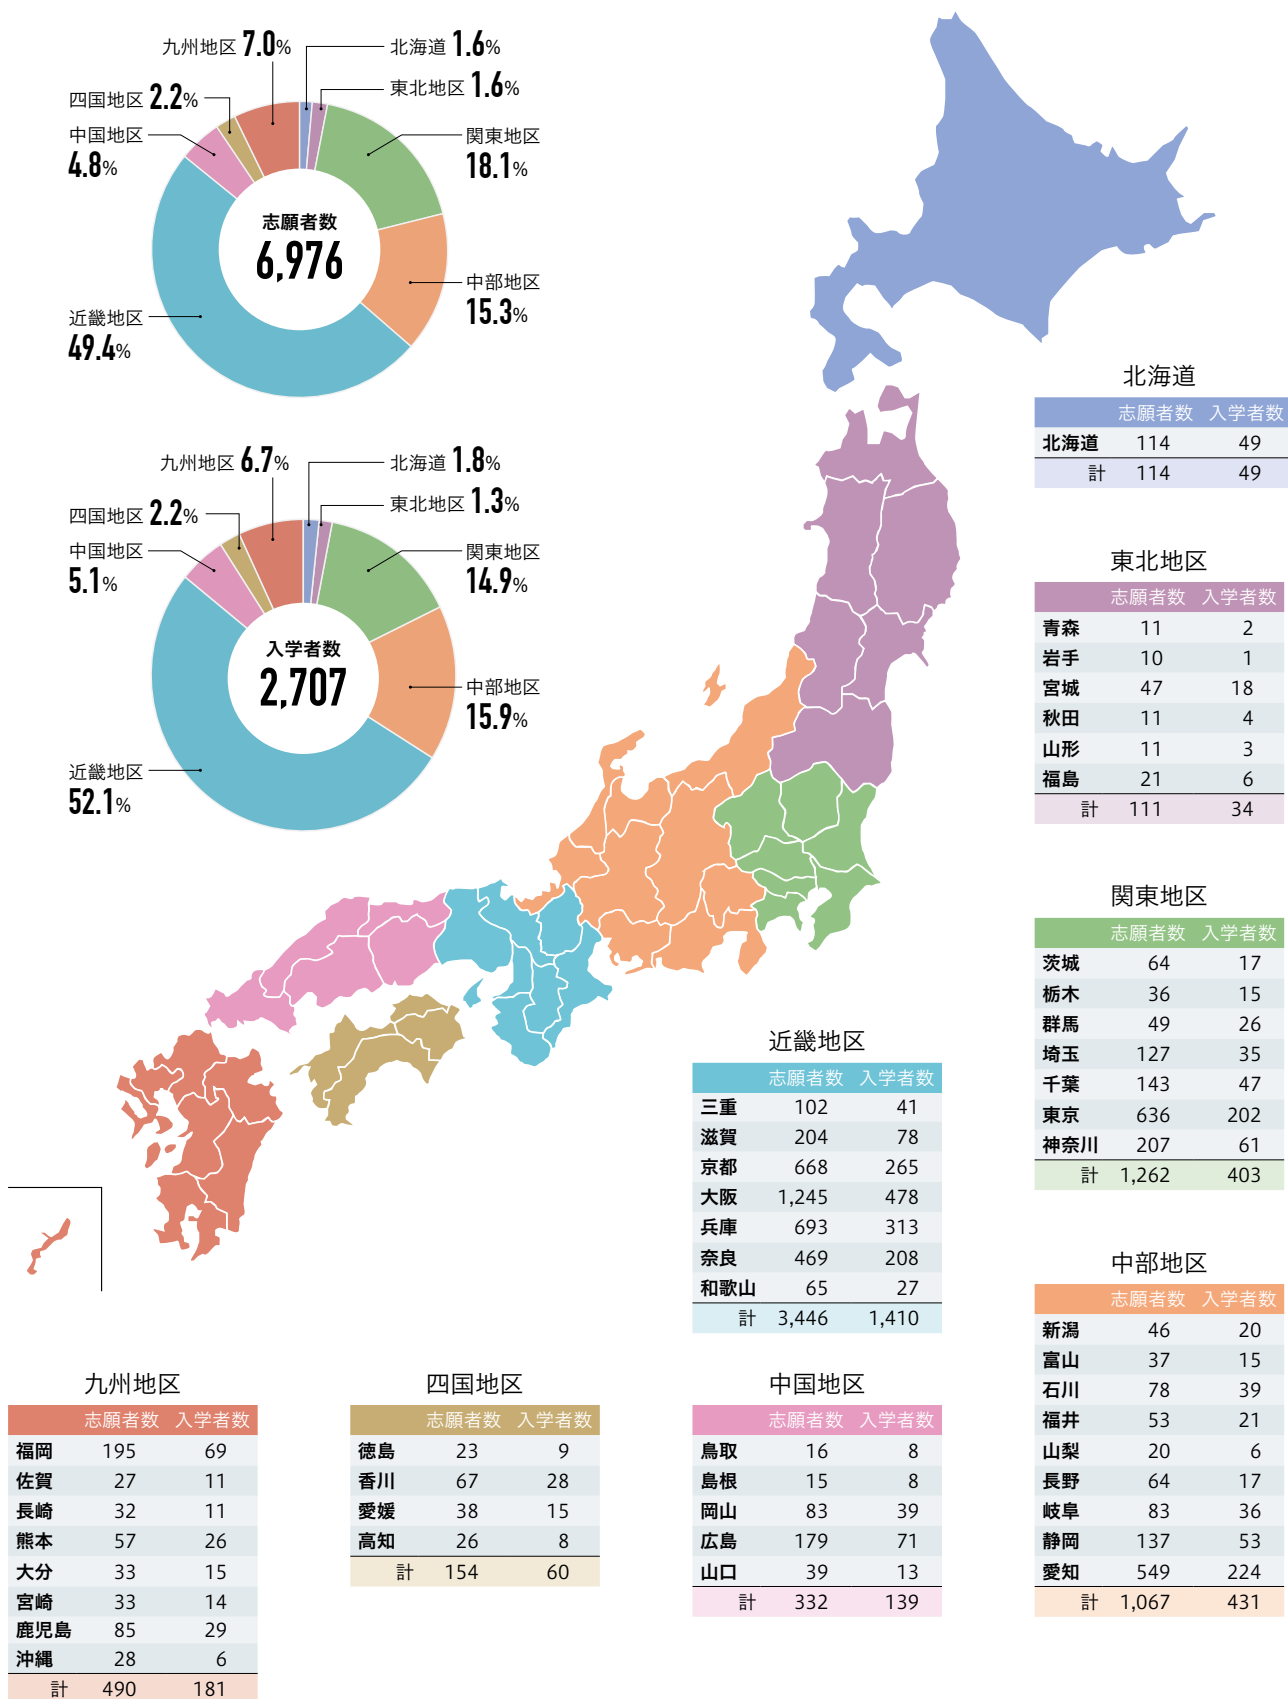 九州地区 7.0%
北海道 1.6%
四国地区 2.2%
東北地区 1.6%
中国地区
4.8%
関東地区
18.1%
志願者数
6,976
中部地区
15.3%
近畿地区
49.4%
九州地区 6.7%
北海道 1.8%
四国地区 2.2%
東北地区 1.3%
中国地区
5.1%
関東地区
14.9%
入学者数
2,707
中部地区
15.9%
近畿地区
52.1%
北海道
志願者数 入学者数
北海道 114 49
計 114 49
東北地区
志願者数 入学者数
青森 11 2
岩手 10 1
宮城 47 18
秋田 11 4
山形 11 3
福島 21 6
計 111 34
関東地区
志願者数 入学者数
茨城 64 17
栃木 36 15
群馬 49 26
埼玉 127 35
千葉 143 47
東京 636 202
神奈川 207 61
計 1,262 403
近畿地区
志願者数 入学者数
三重 102 41
滋賀 204 78
京都 668 265
大阪 1,245 478
兵庫 693 313
奈良 469 208
和歌山 65 27
計 3,446 1,410
中部地区
志願者数 入学者数
新潟 46 20
富山 37 15
石川 78 39
福井 53 21
山梨 20 6
長野 64 17
岐阜 83 36
静岡 137 53
愛知 549 224
計 1,067 431
九州地区
志願者数 入学者数
福岡 195 69
佐賀 27 11
長崎 32 11
熊本 57 26
大分 33 15
宮崎 33 14
鹿児島 85 29
沖縄 28 6
計 490 181
四国地区
志願者数 入学者数
徳島 23 9
香川 67 28
愛媛 38 15
高知 26 8
計 154 60
中国地区
志願者数 入学者数
鳥取 16 8
島根 15 8
岡山 83 39
広島 179 71
山口 39 13
計 332 139